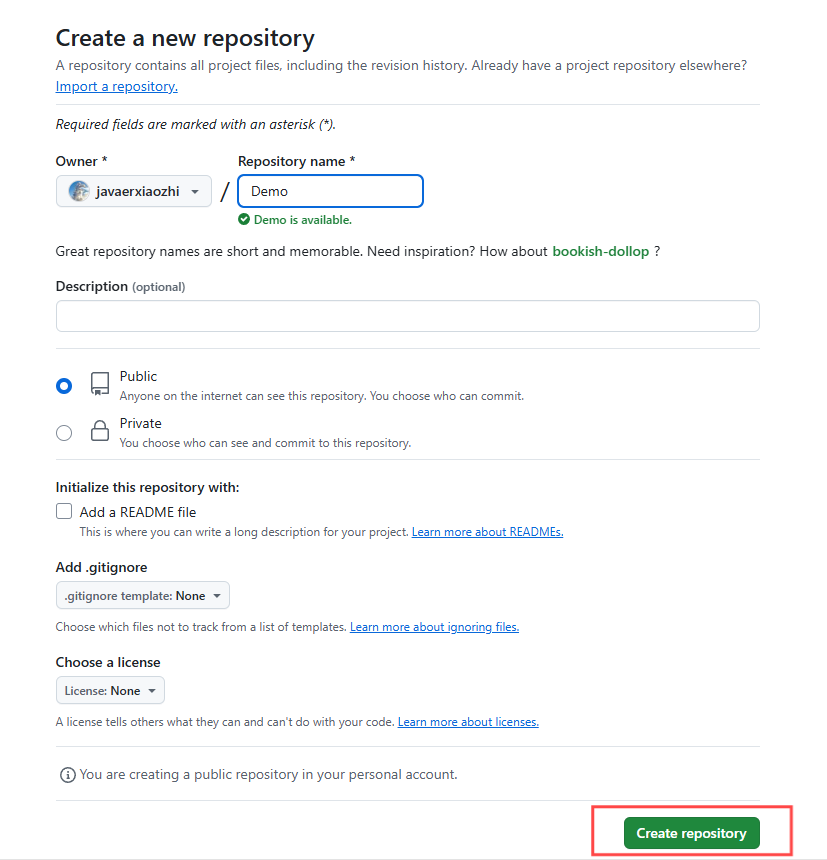 Create a new repository
A repository contains all project files, including the revision history. Already have a project repository elsewhere?
Import a repository.
Required fields are marked with an asterisk (*).
Owner * Repository name *
javaerxiaozhi / Demo
Demo is available.
Great repository names are short and memorable. Need inspiration? How about bookish-dollop ?
Description (optional)
Public
Anyone on the internet can see this repository. You choose who can commit.
Private
You choose who can see and commit to this repository.
Initialize this repository with:
Add a README file
This is where you can write a long description for your project. Learn more about READMEs.
Add .gitignore
.gitignore template: None
Choose which files not to track from a list of templates. Learn more about ignoring files.
Choose a license
License: None
A license tells others what they can and can't do with your code. Learn more about licenses.
You are creating a public repository in your personal account.
Create repository